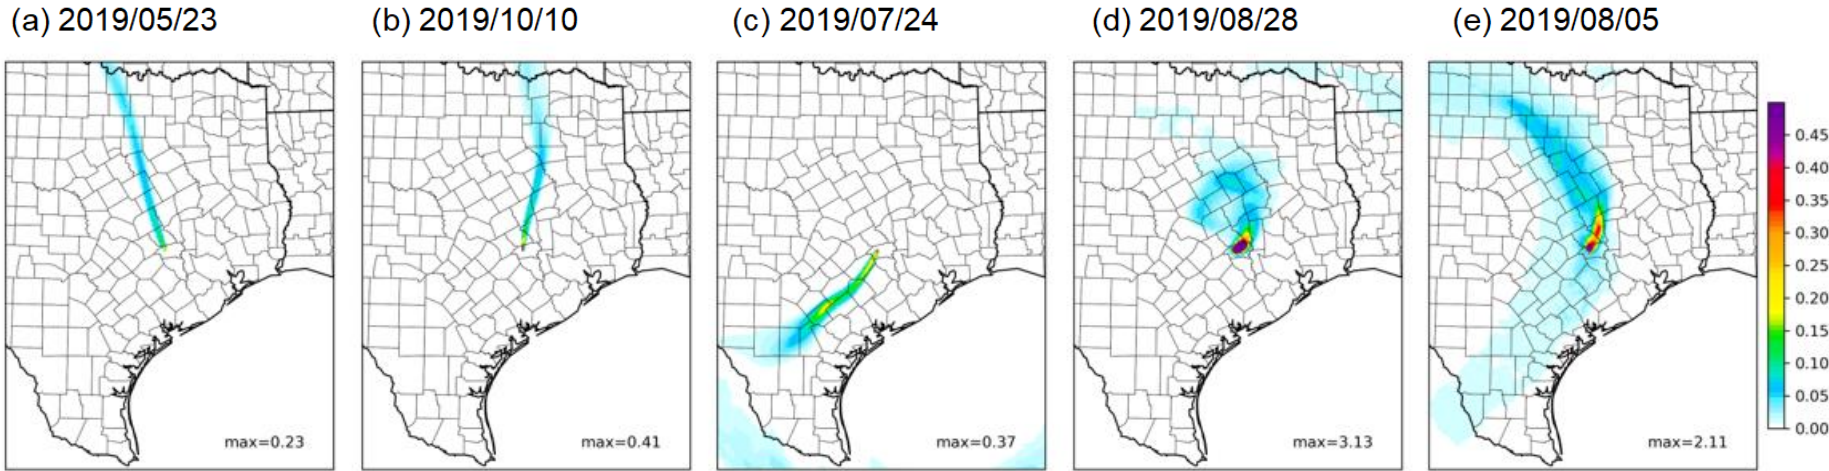 (a) 2019/05/23
(b) 2019/10/10
(c) 2019/07/24
(d) 2019/08/28
(e) 2019/08/05
max=0.23
max=0.41
max=0.37
max=3.13
max=2.11
0.45
0.40
0.35
0.30
0.25
0.20
0.15
0.10
0.05
0.00